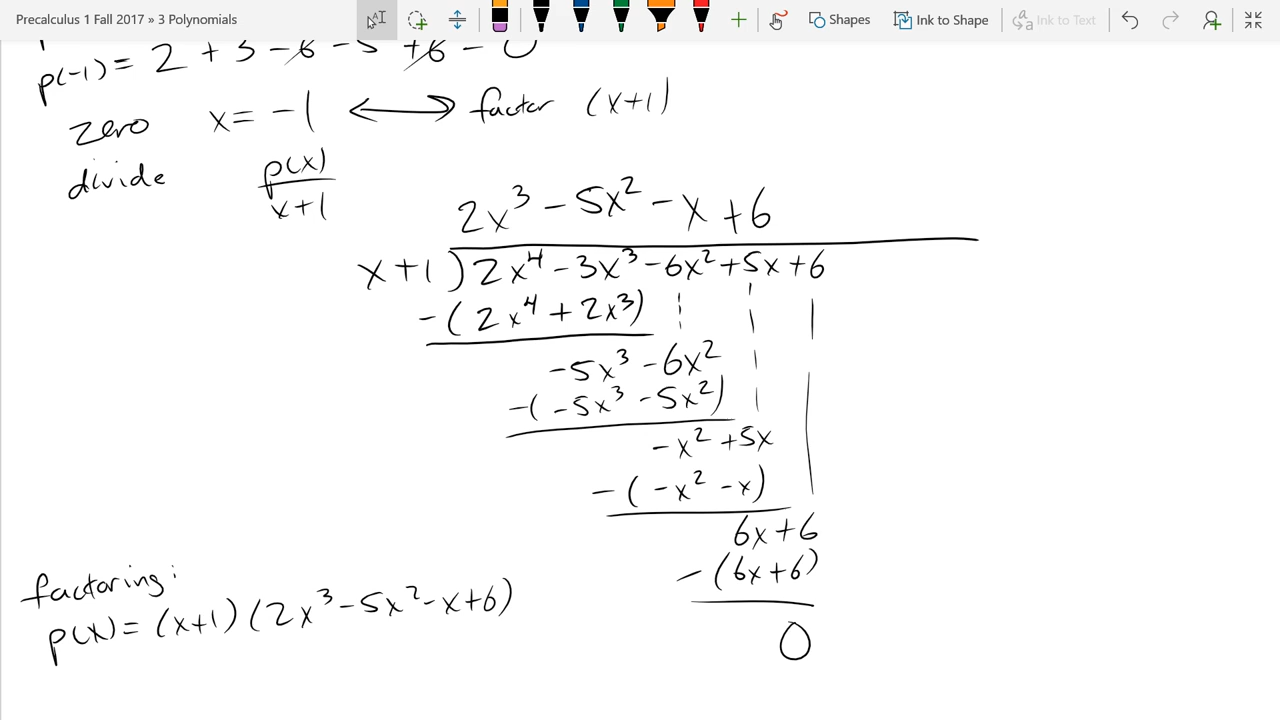 Precalculus 1 Fall 2017 » 3 Polynomials
Shapes
Ink to Shape
Ink to Text
p(-1) = 2 + 3 - 6 - 5 + 6 = 0
zero x = -1 ⟷ factor (x+1)
divide p(x)/x+1
2x³ - 5x² - x + 6
x+1 ) 2x⁴ - 3x³ - 6x² + 5x + 6
-(2x⁴ + 2x³)
-5x³ - 6x²
-(-5x³ - 5x²)
-x² + 5x
-(-x² - x)
6x + 6
-(6x+6)
0
factoring:
p(x) = (x+1)(2x³ - 5x² - x + 6)